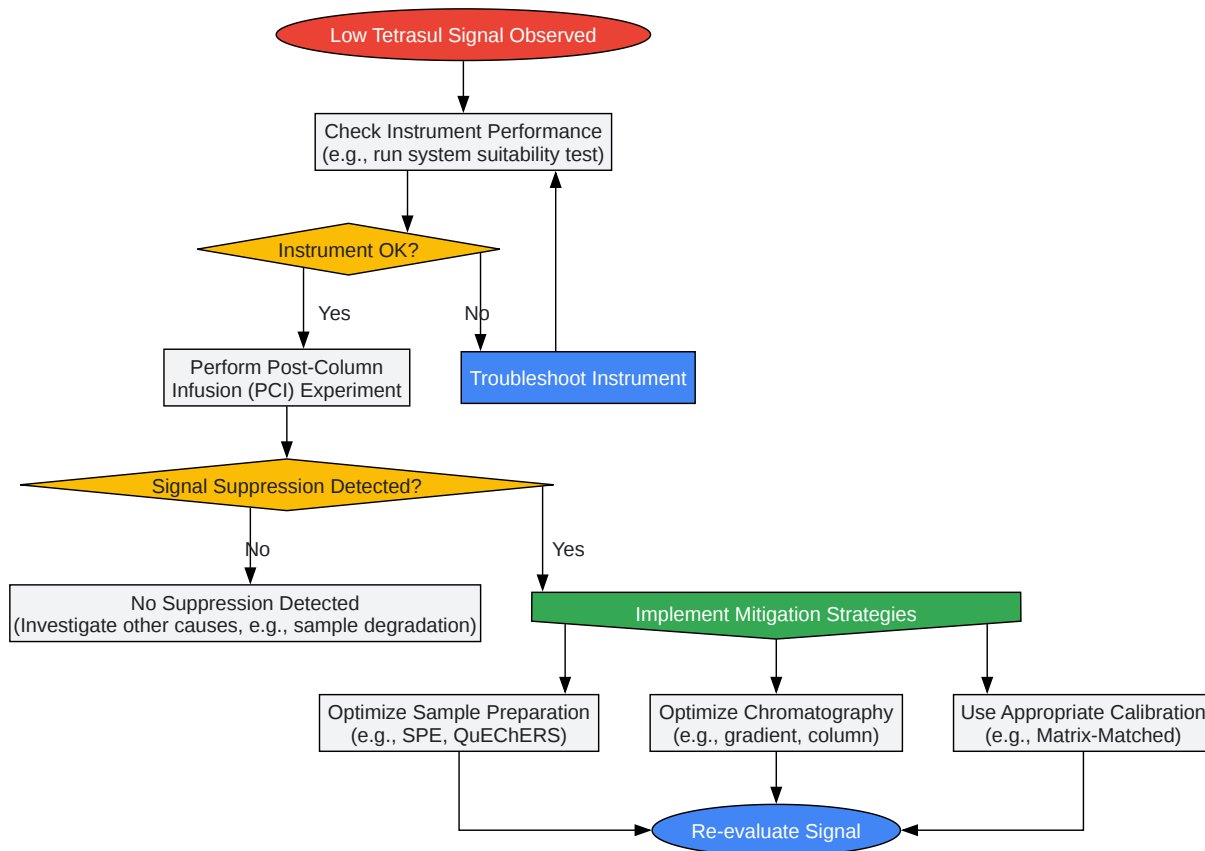 Low Tetrasul Signal Observed
Check Instrument Performance
(e.g., run system suitability test)
Instrument OK?
Yes
No
Perform Post-Column
Infusion (PCI) Experiment
Troubleshoot Instrument
Signal Suppression Detected?
No
Yes
No Suppression Detected
(Investigate other causes, e.g., sample degradation)
Implement Mitigation Strategies
Optimize Sample Preparation
(e.g., SPE, QuEChERS)
Optimize Chromatography
(e.g., gradient, column)
Use Appropriate Calibration
(e.g., Matrix-Matched)
Re-evaluate Signal